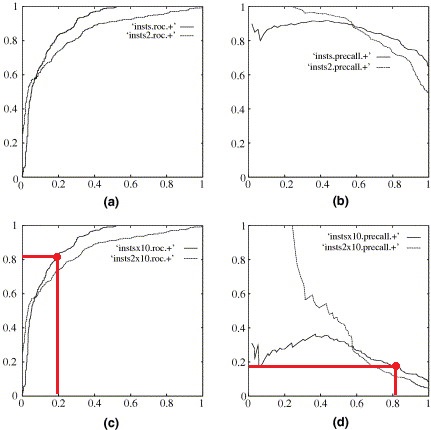 1
0.8
0.6
0.4
0.2
0
'insts.roc.+'
'insts2.roc.+'
0 0.2 0.4 0.6 0.8 1
(a)
1
0.8
0.6
0.4
0.2
0
'insts.precall.+'
'insts2.precall.+'
0 0.2 0.4 0.6 0.8 1
(b)
1
0.8
0.6
0.4
0.2
0
'instsx10.roc.+'
'insts2x10.roc.+'
0 0.2 0.4 0.6 0.8 1
(c)
1
0.8
0.6
0.4
0.2
0
'instsx10.precall.+'
'insts2x10.precall.+'
0 0.2 0.4 0.6 0.8 1
(d)